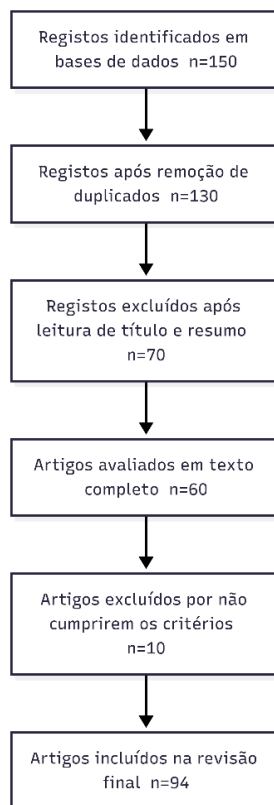 Registos identificados em
bases de dados n=150
Registos após remoção de
duplicados n=130
Registos excluídos após
leitura de título e resumo
n=70
Artigos avaliados em texto
completo n=60
Artigos excluídos por não
cumprirem os critérios
n=10
Artigos incluídos na revisão
final n=94